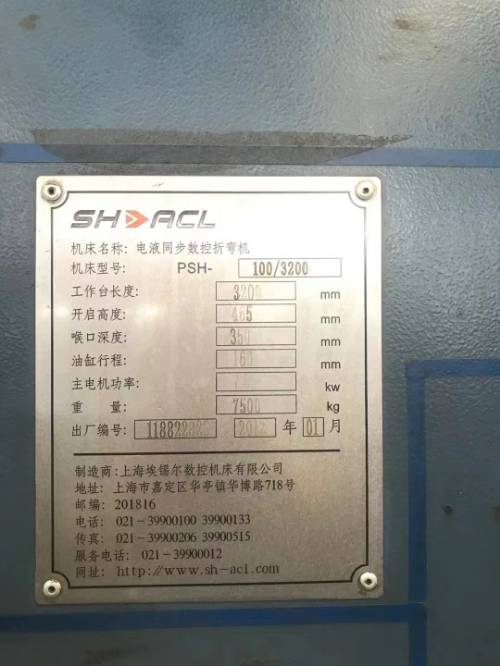 SH ACL
机床名称: 电液同步数控折弯机
机床型号: PSH- 100/3200
工作台长度: 3200 mm
开启高度: 465 mm
喉口深度: 350 mm
油缸行程: 160 mm
主电机功率: kw
重 量: 7500 kg
出厂编号: 年 01 月
制造商:上海埃锡尔数控机床有限公司
地址: 上海市嘉定区华亭镇华博路718号
邮编: 201816
电话: 021-39900100 39900133
传真: 021-39900206 39900515
服务电话: 021-39900012
网址: http://www.sh-acl.com